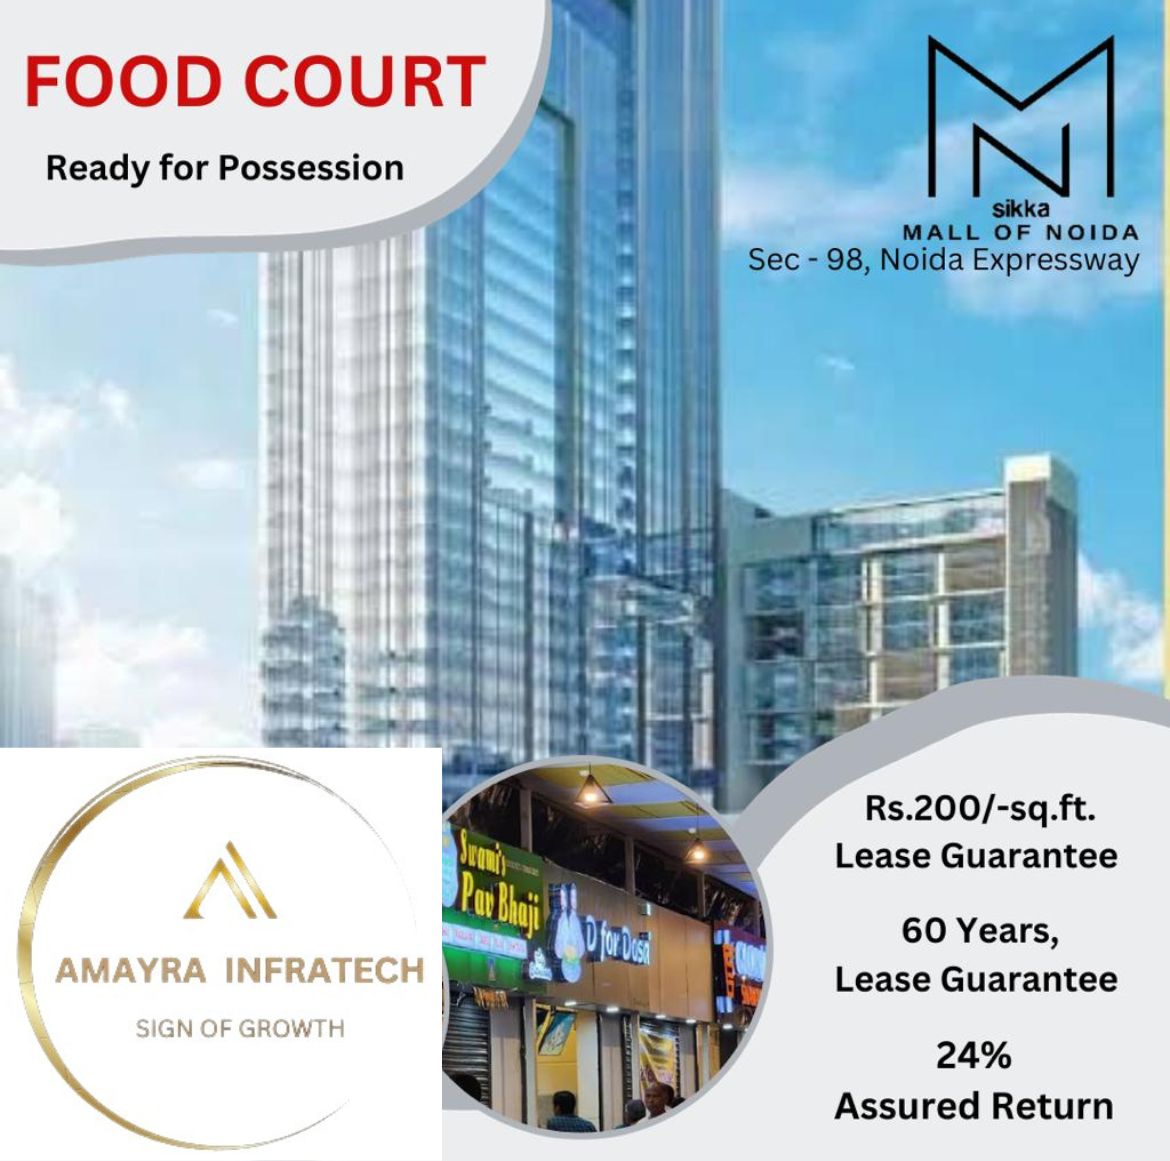 FOOD COURT
Ready for Possession
sikka
MALL OF NOIDA
Sec - 98, Noida Expressway
AMAYRA INFRATECH
SIGN OF GROWTH
Swami's
Pav Bhaji
D for Dosa
Rs.200/-sq.ft.
Lease Guarantee
60 Years,
Lease Guarantee
24%
Assured Return